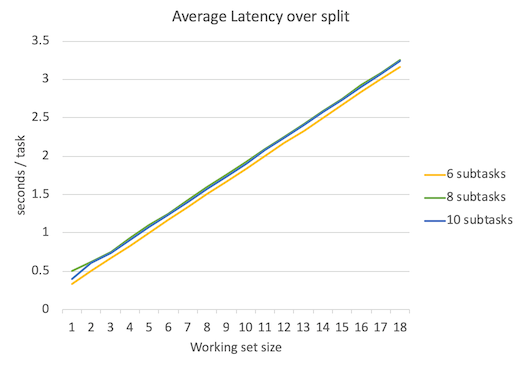 Average Latency over split
3.5
3
2.5
2
1.5
1
0.5
0
seconds / task
1 2 3 4 5 6 7 8 9 10 11 12 13 14 15 16 17 18
Working set size
6 subtasks
8 subtasks
10 subtasks